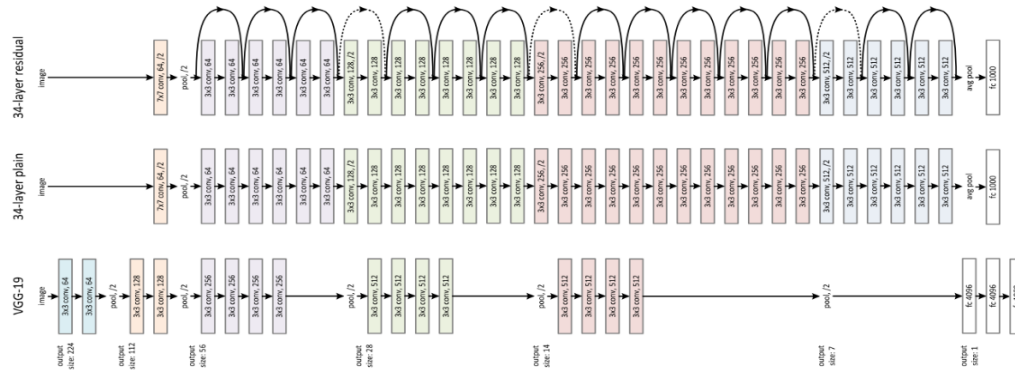 34-layer residual
image
7x7 conv, 64, /2
pool, /2
3x3 conv, 64
3x3 conv, 64
3x3 conv, 64
3x3 conv, 64
3x3 conv, 64
3x3 conv, 64
3x3 conv, 128, /2
3x3 conv, 128
3x3 conv, 128
3x3 conv, 128
3x3 conv, 128
3x3 conv, 128
3x3 conv, 128
3x3 conv, 128
3x3 conv, 256, /2
3x3 conv, 256
3x3 conv, 256
3x3 conv, 256
3x3 conv, 256
3x3 conv, 256
3x3 conv, 256
3x3 conv, 256
3x3 conv, 256
3x3 conv, 256
3x3 conv, 256
3x3 conv, 256
3x3 conv, 512, /2
3x3 conv, 512
3x3 conv, 512
3x3 conv, 512
3x3 conv, 512
3x3 conv, 512
avg pool
fc 1000
34-layer plain
image
7x7 conv, 64, /2
pool, /2
3x3 conv, 64
3x3 conv, 64
3x3 conv, 64
3x3 conv, 64
3x3 conv, 64
3x3 conv, 64
3x3 conv, 128, /2
3x3 conv, 128
3x3 conv, 128
3x3 conv, 128
3x3 conv, 128
3x3 conv, 128
3x3 conv, 128
3x3 conv, 128
3x3 conv, 256, /2
3x3 conv, 256
3x3 conv, 256
3x3 conv, 256
3x3 conv, 256
3x3 conv, 256
3x3 conv, 256
3x3 conv, 256
3x3 conv, 256
3x3 conv, 256
3x3 conv, 256
3x3 conv, 256
3x3 conv, 512, /2
3x3 conv, 512
3x3 conv, 512
3x3 conv, 512
3x3 conv, 512
3x3 conv, 512
avg pool
fc 1000
VGG-19
image
3x3 conv, 64
3x3 conv, 64
pool, /2
3x3 conv, 128
3x3 conv, 128
pool, /2
3x3 conv, 256
3x3 conv, 256
3x3 conv, 256
3x3 conv, 256
pool, /2
3x3 conv, 512
3x3 conv, 512
3x3 conv, 512
3x3 conv, 512
pool, /2
3x3 conv, 512
3x3 conv, 512
3x3 conv, 512
3x3 conv, 512
pool, /2
fc 4096
fc 4096
output
size: 224
output
size: 112
output
size: 56
output
size: 28
output
size: 14
output
size: 7
output
size: 1